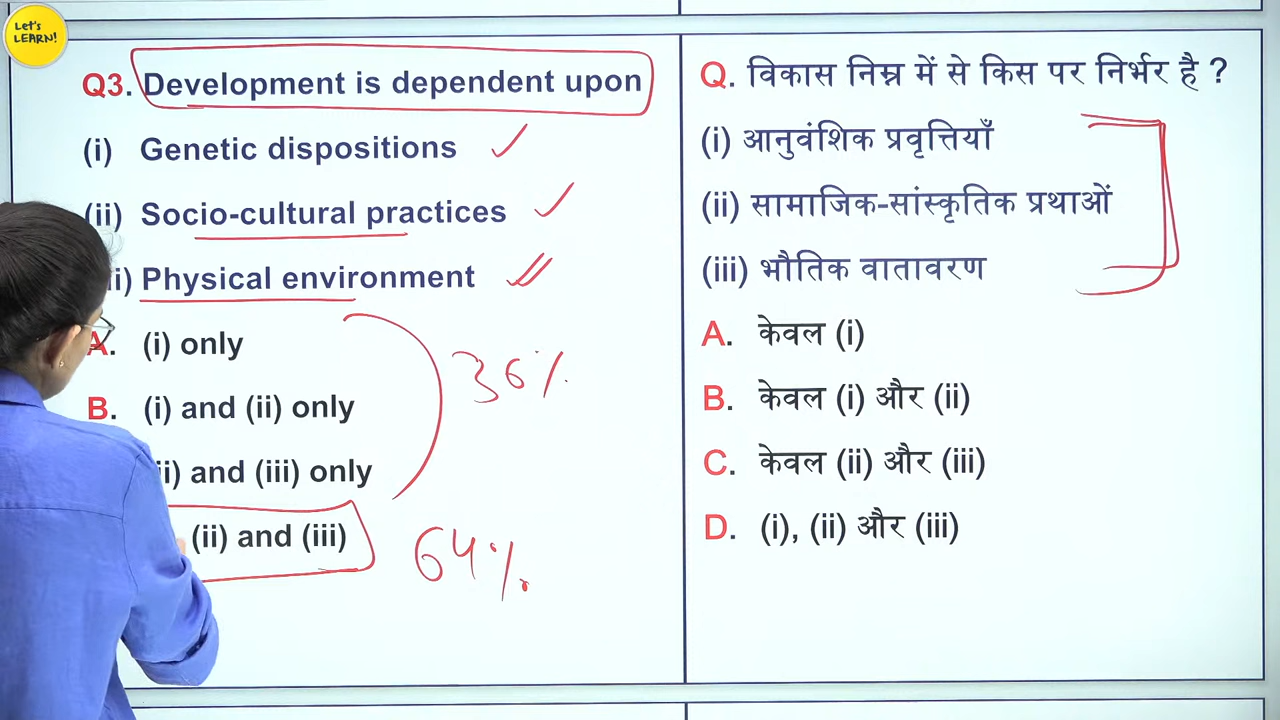 Let's
LEARN!
Q3. Development is dependent upon
(i) Genetic dispositions
(ii) Socio-cultural practices
i) Physical environment
A. (i) only
B. (i) and (ii) only
ii) and (iii) only
(ii) and (iii)
36%
64%
Q. विकास निम्न में से किस पर निर्भर है ?
(i) आनुवंशिक प्रवृत्तियाँ
(ii) सामाजिक-सांस्कृतिक प्रथाओं
(iii) भौतिक वातावरण
A. केवल (i)
B. केवल (i) और (ii)
C. केवल (ii) और (iii)
D. (i), (ii) और (iii)